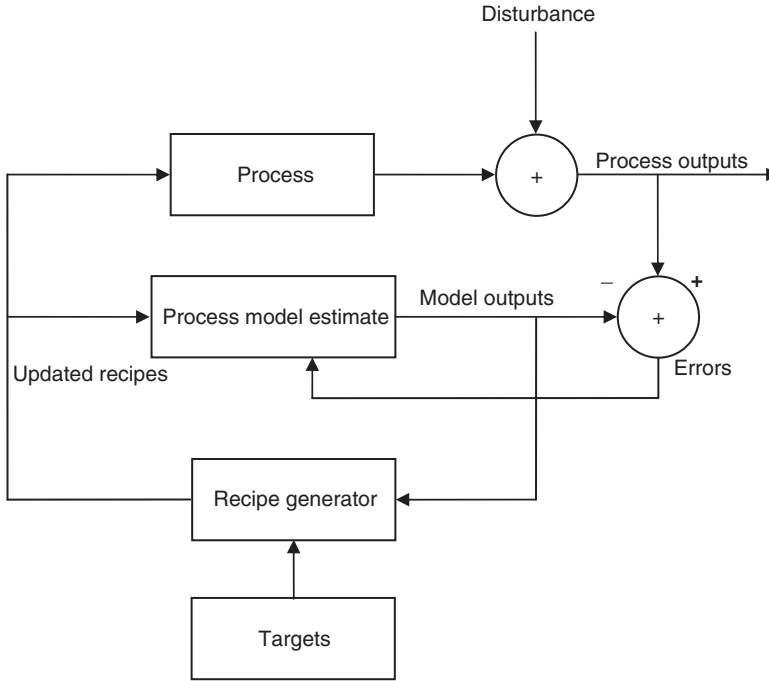 Disturbance
Process
+
Process outputs
− +
Process model estimate
Model outputs
+
Updated recipes
Errors
Recipe generator
Targets